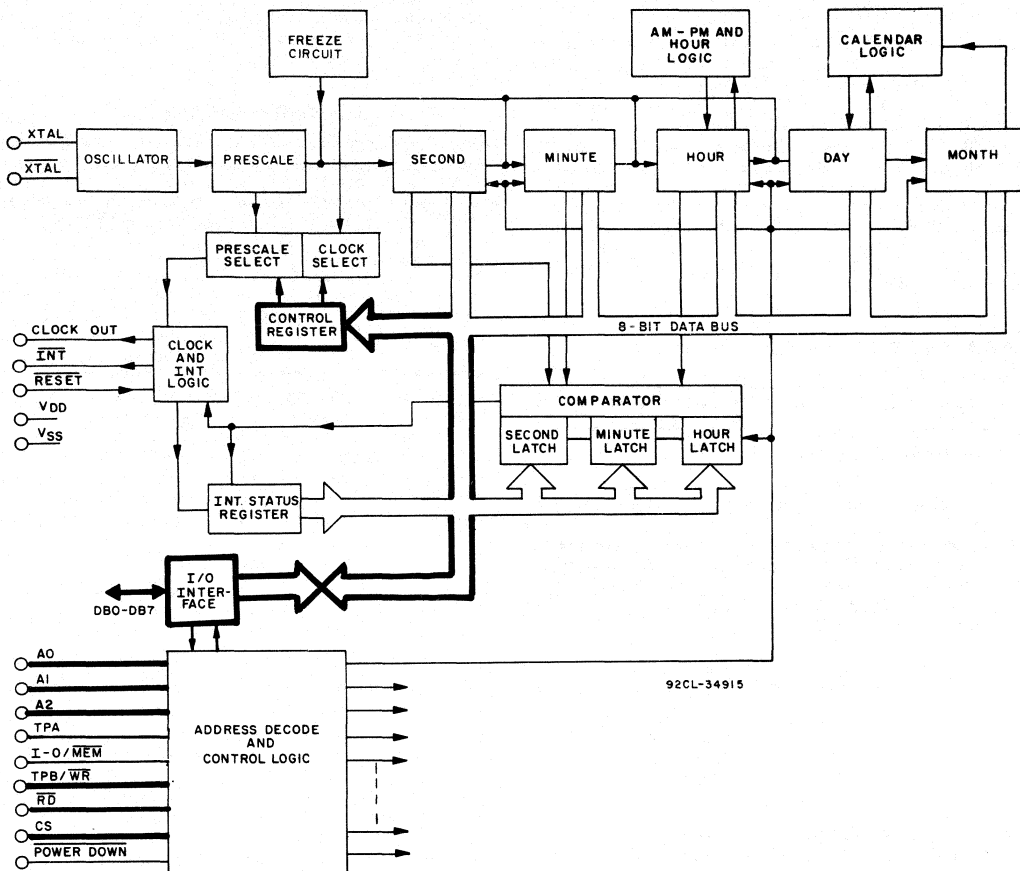 FREEZE
CIRCUIT
AM - PM AND
HOUR
LOGIC
CALENDAR
LOGIC
XTAL
XTAL
OSCILLATOR
PRESCALE
SECOND
MINUTE
HOUR
DAY
MONTH
PRESCALE
SELECT
CLOCK
SELECT
CONTROL
REGISTER
8-BIT DATA BUS
CLOCK OUT
INT
RESET
VDD
VSS
CLOCK
AND
INT
LOGIC
COMPARATOR
SECOND
LATCH
MINUTE
LATCH
HOUR
LATCH
INT. STATUS
REGISTER
I/O
INTER-
FACE
DB0-DB7
A0
A1
A2
TPA
I-O/MEM
TPB/WR
RD
CS
POWER DOWN
ADDRESS DECODE
AND
CONTROL LOGIC
92CL-34915